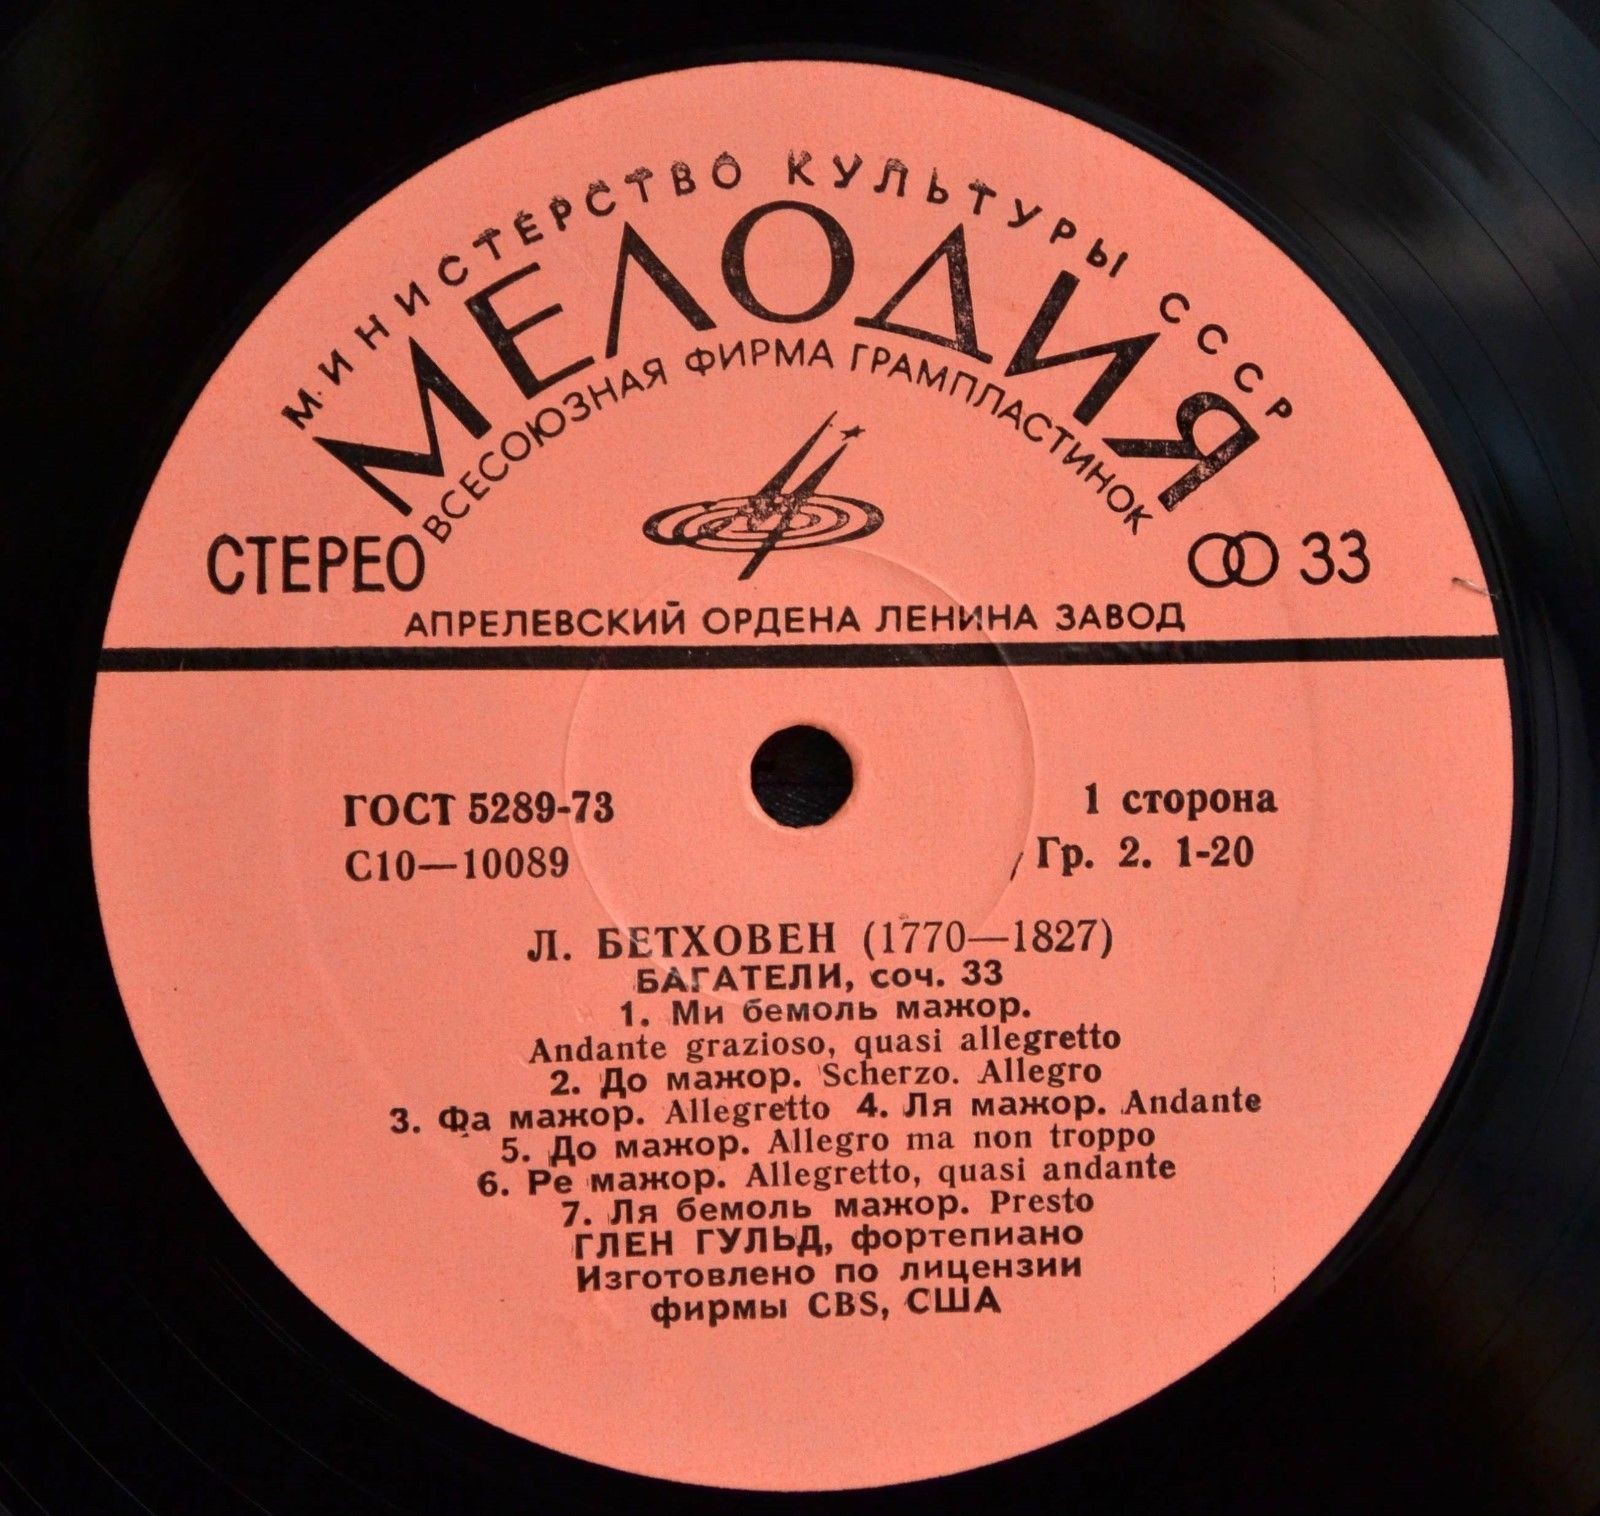 МИНИСТЕРСТВО КУЛЬТУРЫ СССР
МЕЛОДИЯ
ВСЕСОЮЗНАЯ ФИРМА ГРАМПЛАСТИНОК
СТЕРЕО
33
АПРЕЛЕВСКИЙ ОРДЕНА ЛЕНИНА ЗАВОД
ГОСТ 5289-73
1 сторона
С10—10089
Гр. 2. 1-20
Л. БЕТХОВЕН (1770—1827)
БАГАТЕЛИ, соч. 33
1. Ми бемоль мажор.
Andante grazioso, quasi allegretto
2. До мажор. Scherzo. Allegro
3. Фа мажор. Allegretto 4. Ля мажор. Andante
5. До мажор. Allegro ma non troppo
6. Ре мажор. Allegretto, quasi andante
7. Ля бемоль мажор. Presto
ГЛЕН ГУЛЬД, фортепиано
Изготовлено по лицензии
фирмы CBS, США